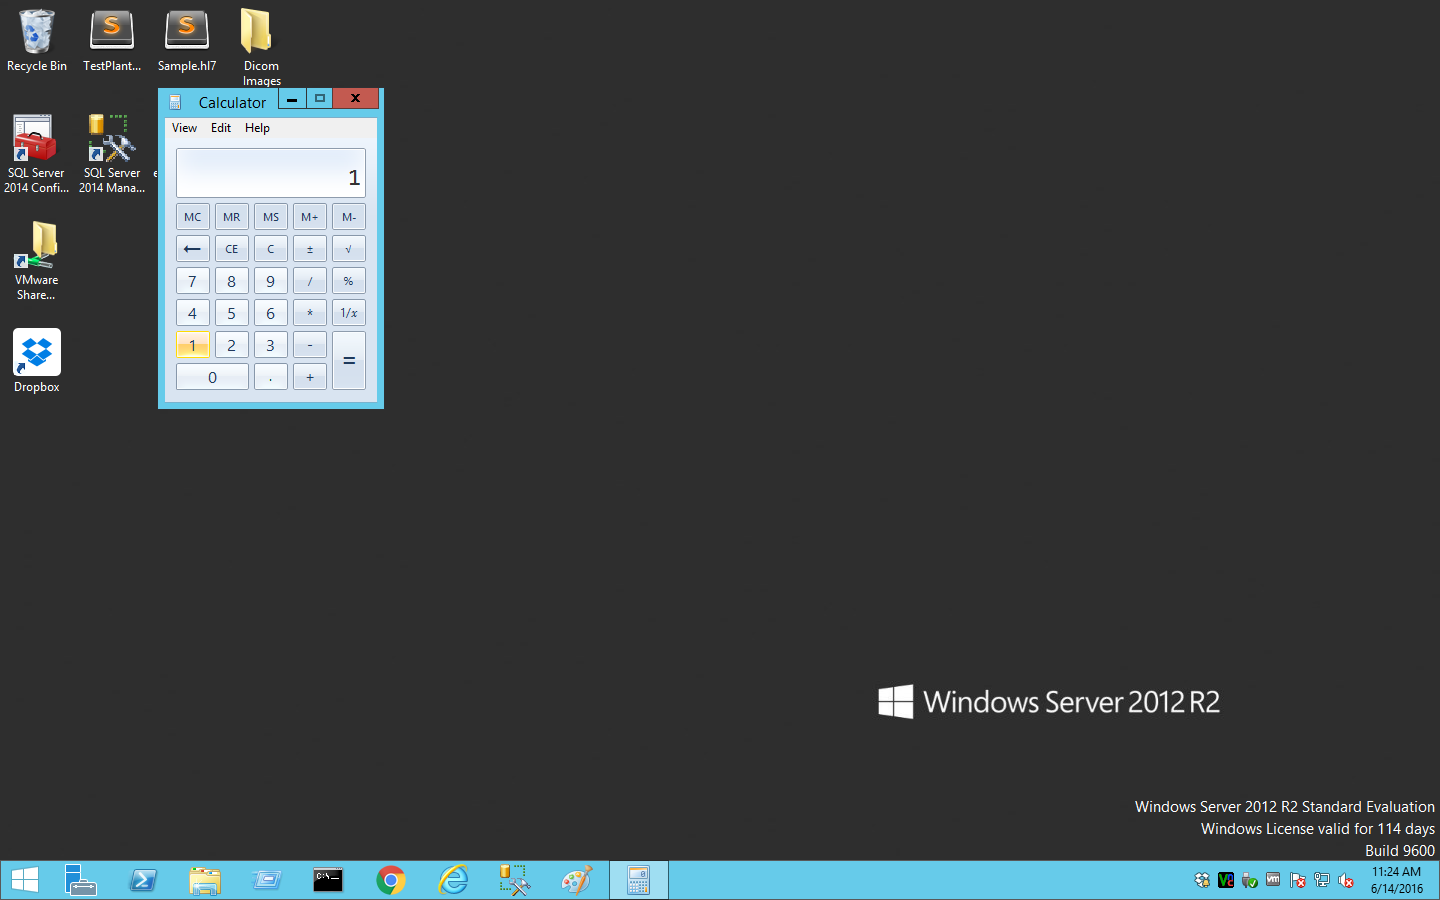 Recycle Bin
TestPlant...
Sample.hl7
Dicom
Images
SQL Server
2014 Confi...
SQL Server
2014 Mana...
e
VMware
Share...
Dropbox
Calculator
View Edit Help
1
MC MR MS M+ M-
← CE C ± √
7 8 9 / %
4 5 6 * 1/x
1 2 3 - =
0 . +
Windows Server 2012 R2
Windows Server 2012 R2 Standard Evaluation
Windows License valid for 114 days
Build 9600
C:\_
11:24 AM
6/14/2016